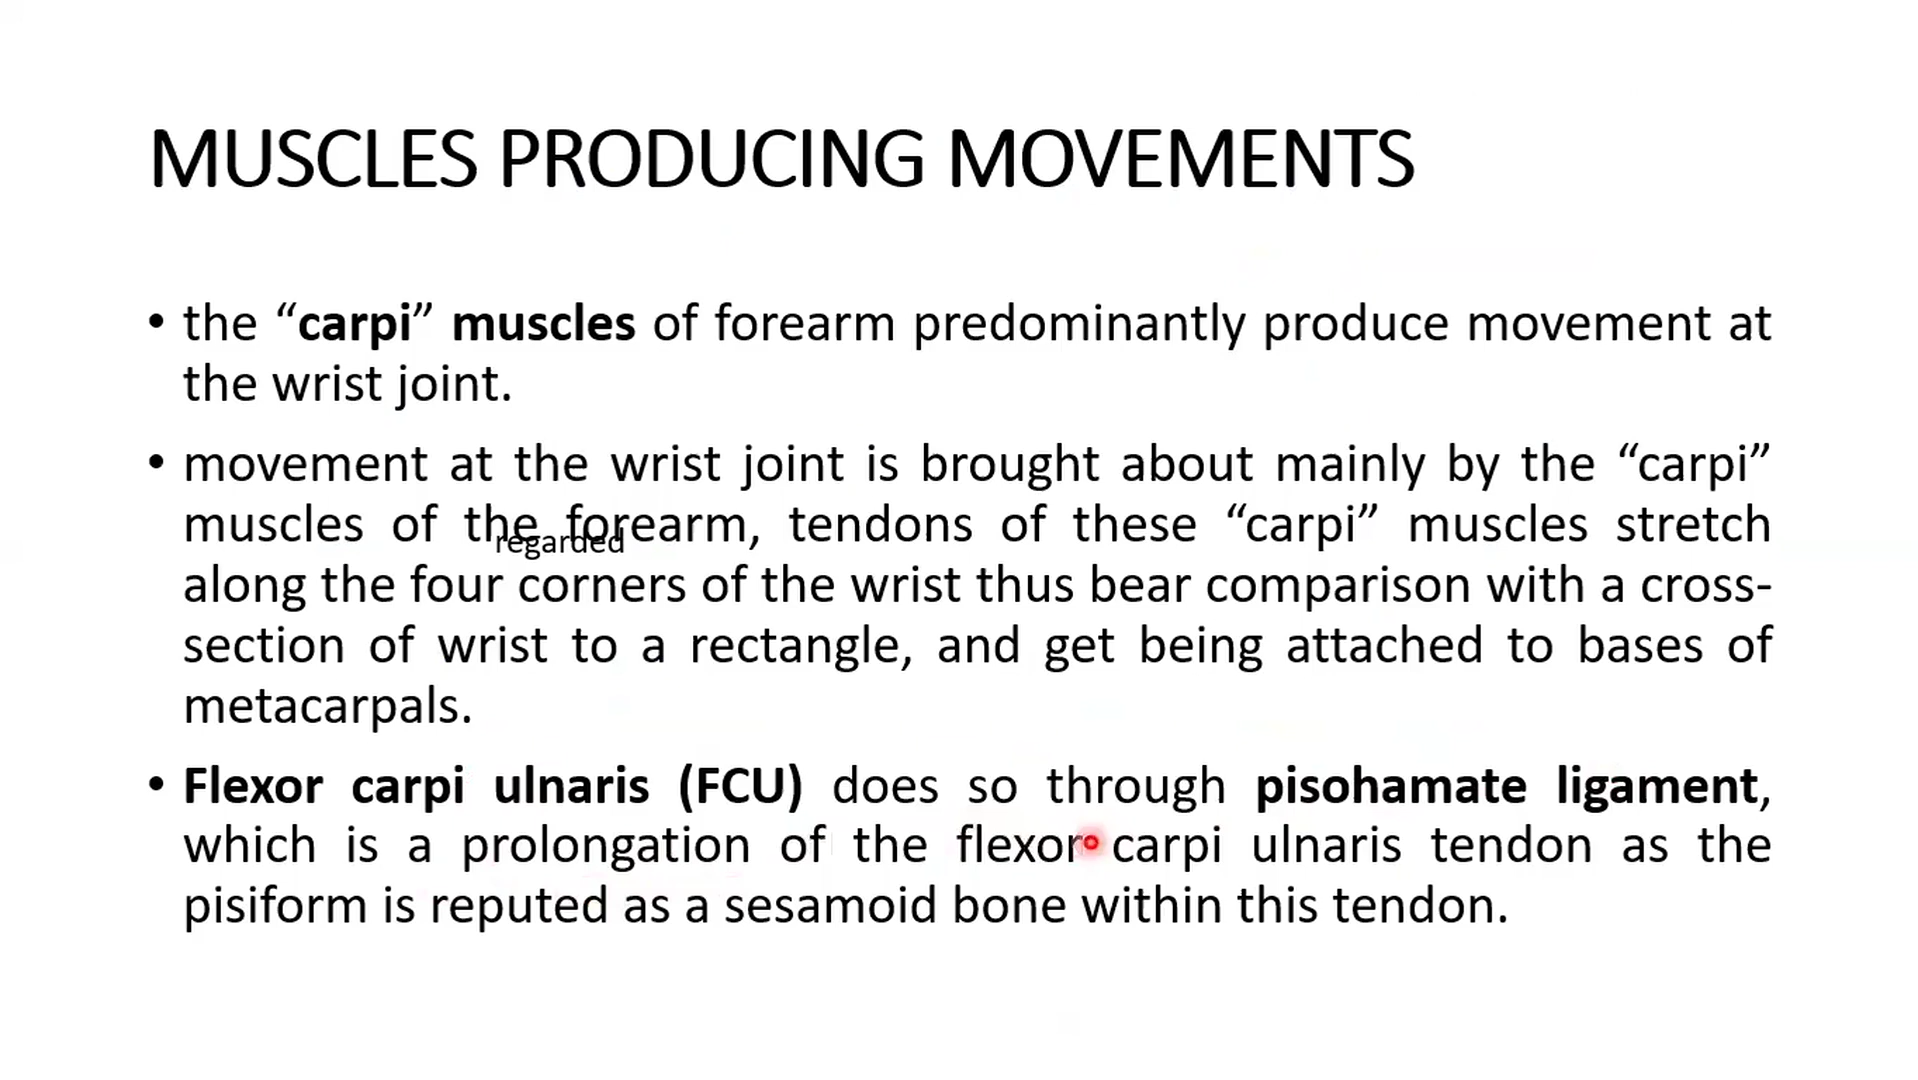 MUSCLES PRODUCING MOVEMENTS
• the “carpi” muscles of forearm predominantly produce movement at
the wrist joint.
• movement at the wrist joint is brought about mainly by the “carpi”
muscles of the forearm, tendons of these “carpi” muscles stretch
regarded
along the four corners of the wrist thus bear comparison with a cross-
section of wrist to a rectangle, and get being attached to bases of
metacarpals.
• Flexor carpi ulnaris (FCU) does so through pisohamate ligament,
which is a prolongation of the flexor carpi ulnaris tendon as the
pisiform is reputed as a sesamoid bone within this tendon.